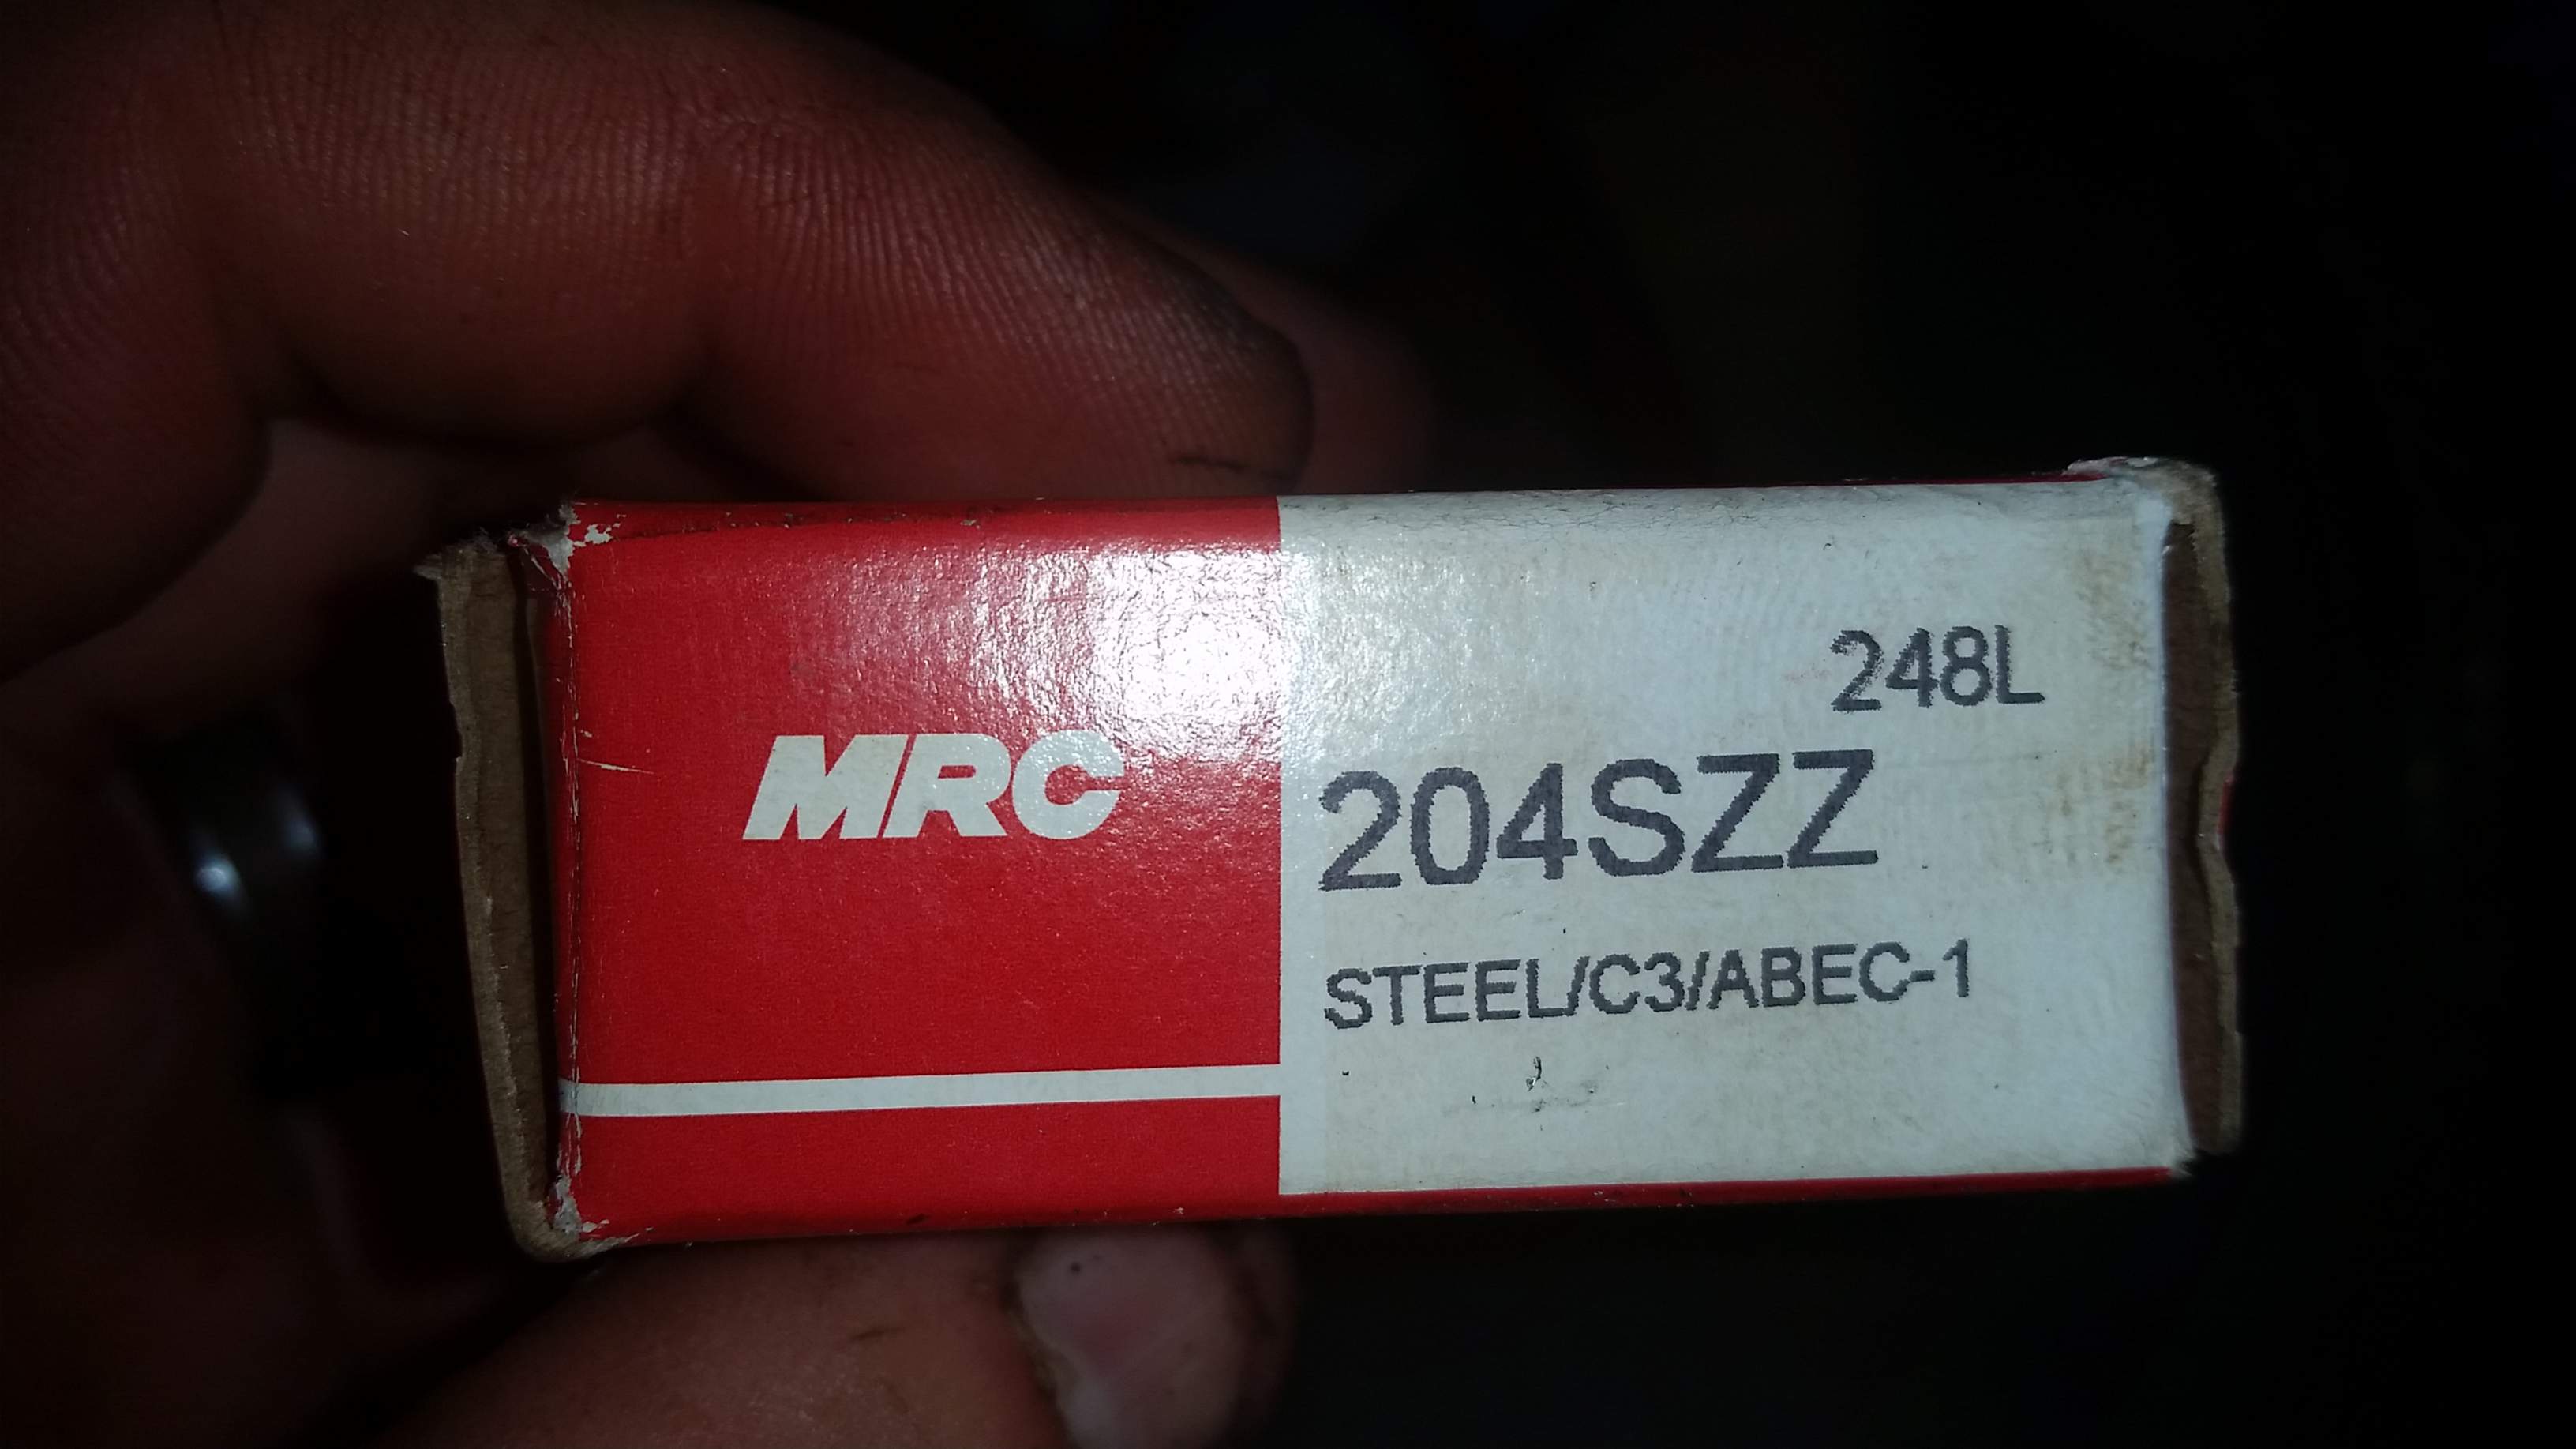 MRC
248L
204SZZ
STEEL/C3/ABEC-1